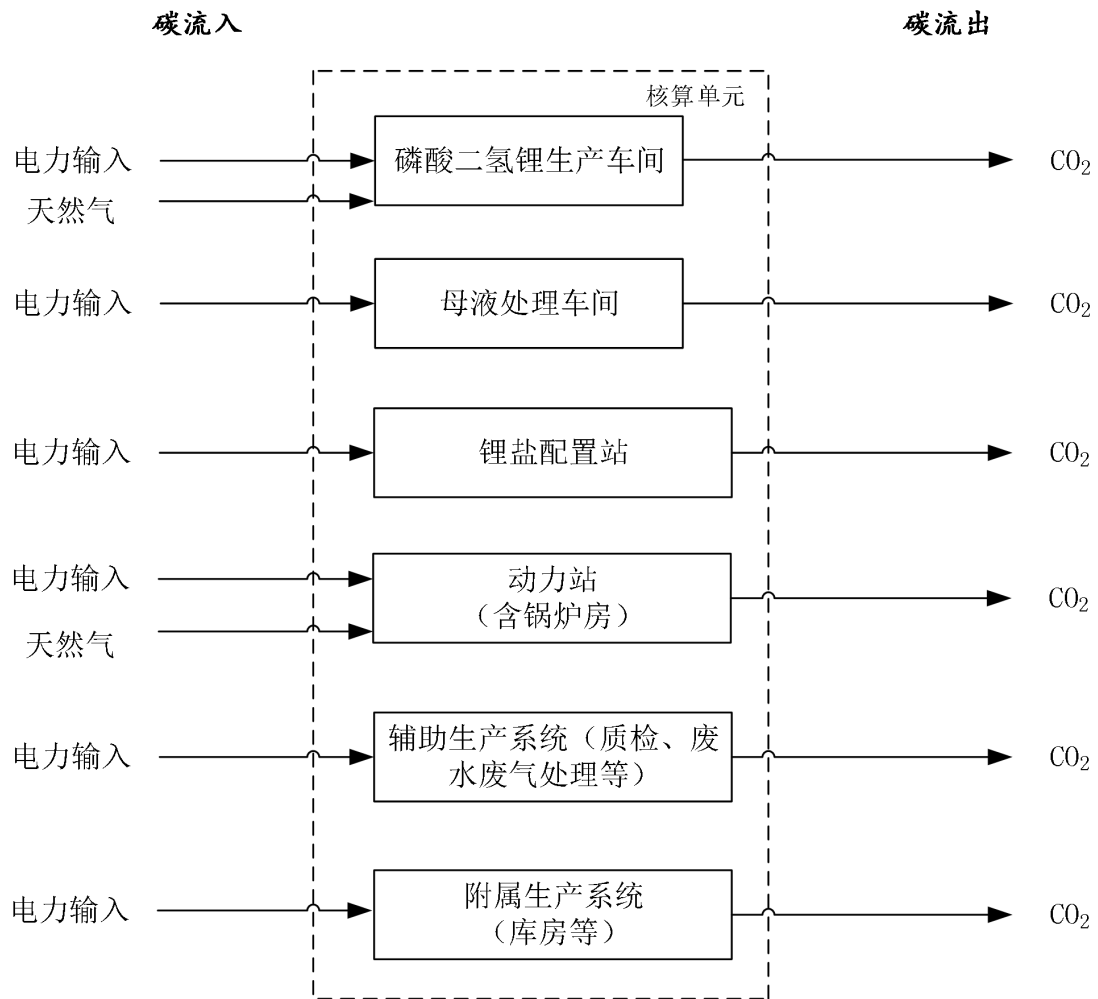 碳流入
碳流出
核算单元
电力输入
天然气
磷酸二氢锂生产车间
CO₂
电力输入
母液处理车间
CO₂
电力输入
锂盐配置站
CO₂
电力输入
天然气
动力站
（含锅炉房）
CO₂
电力输入
辅助生产系统（质检、废
水废气处理等）
CO₂
电力输入
附属生产系统
（库房等）
CO₂